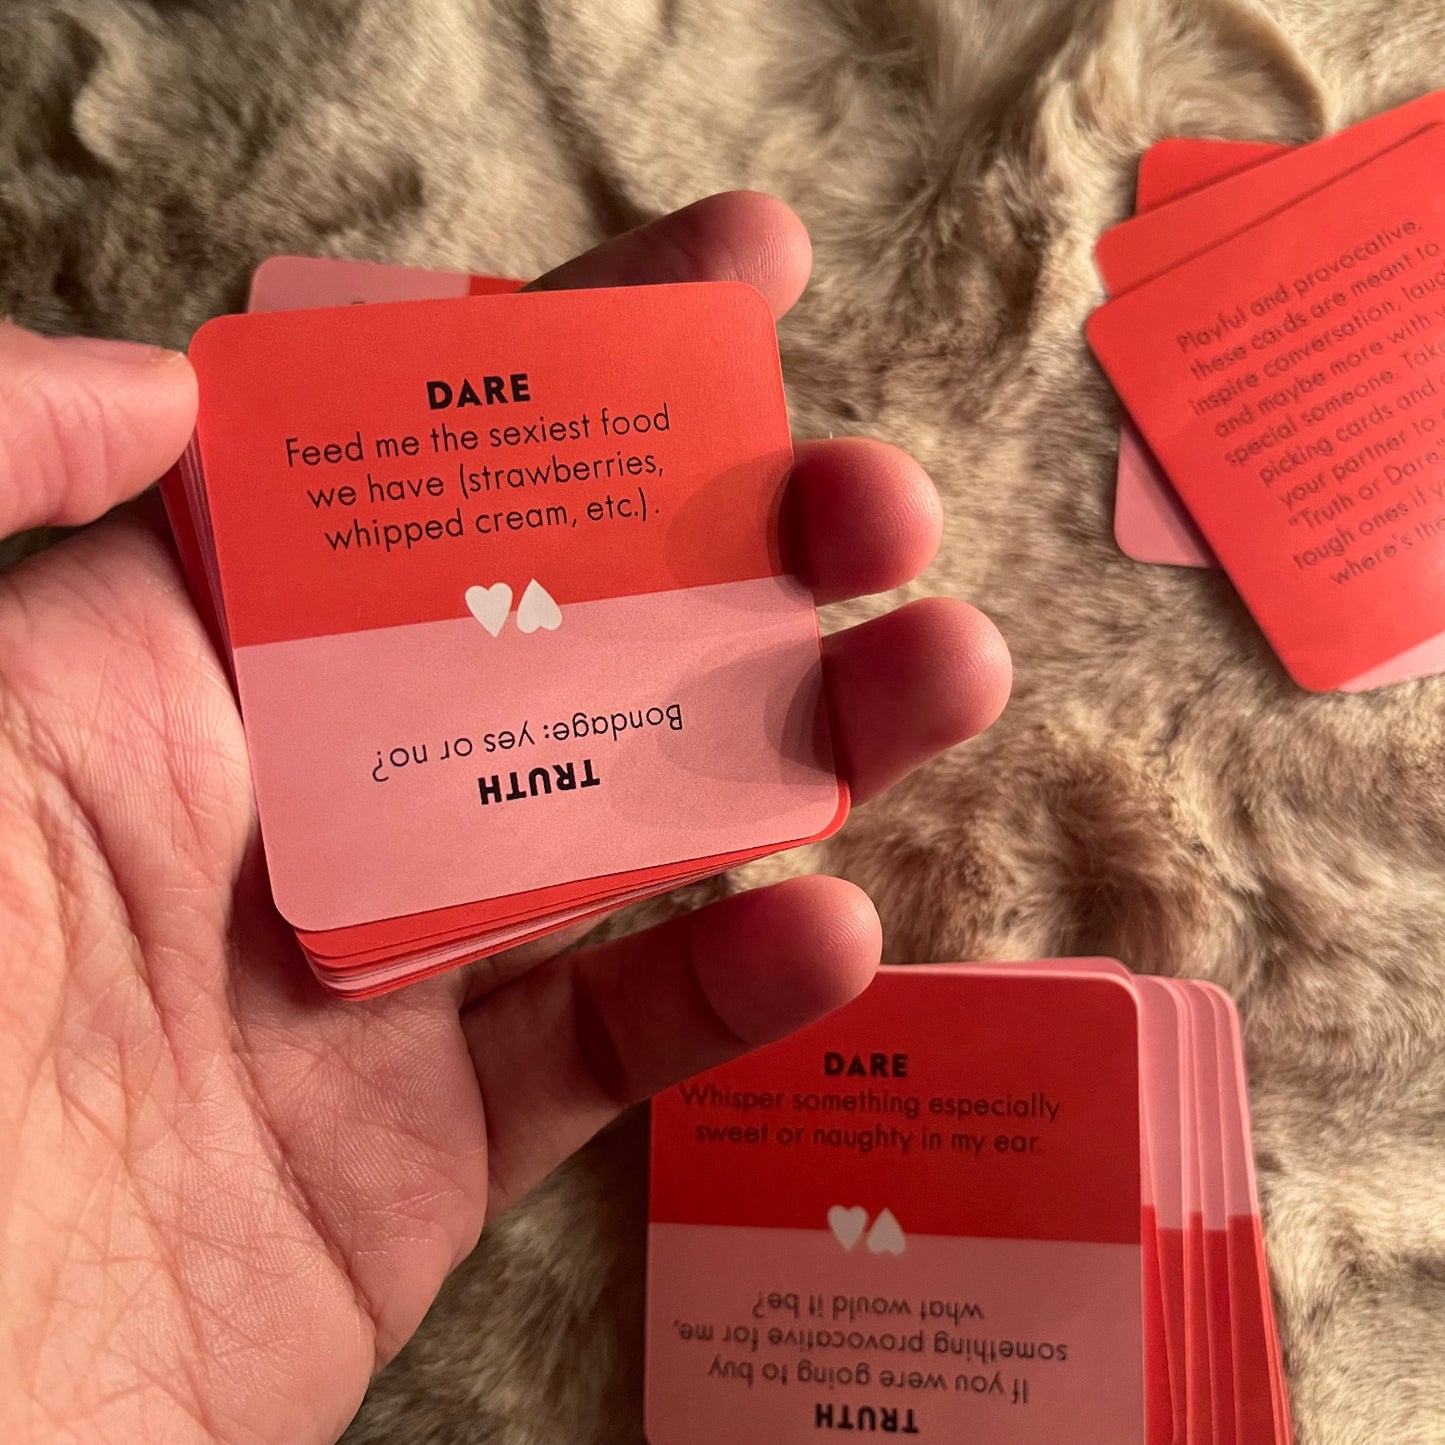 DARE
Feed me the sexiest food
we have (strawberries,
whipped cream, etc.).
TRUTH
Bondage: yes or no?
Playful and provocative.
these cards are meant to
inspire conversation, laug
and maybe more with
special someone. Take
picking cards and
your partner to
"Truth or Dare
tough ones if y
where's the
DARE
Whisper something especially
sweet or naughty in my ear.
TRUTH
If you were going to buy
something provocative for me,
what would it be?